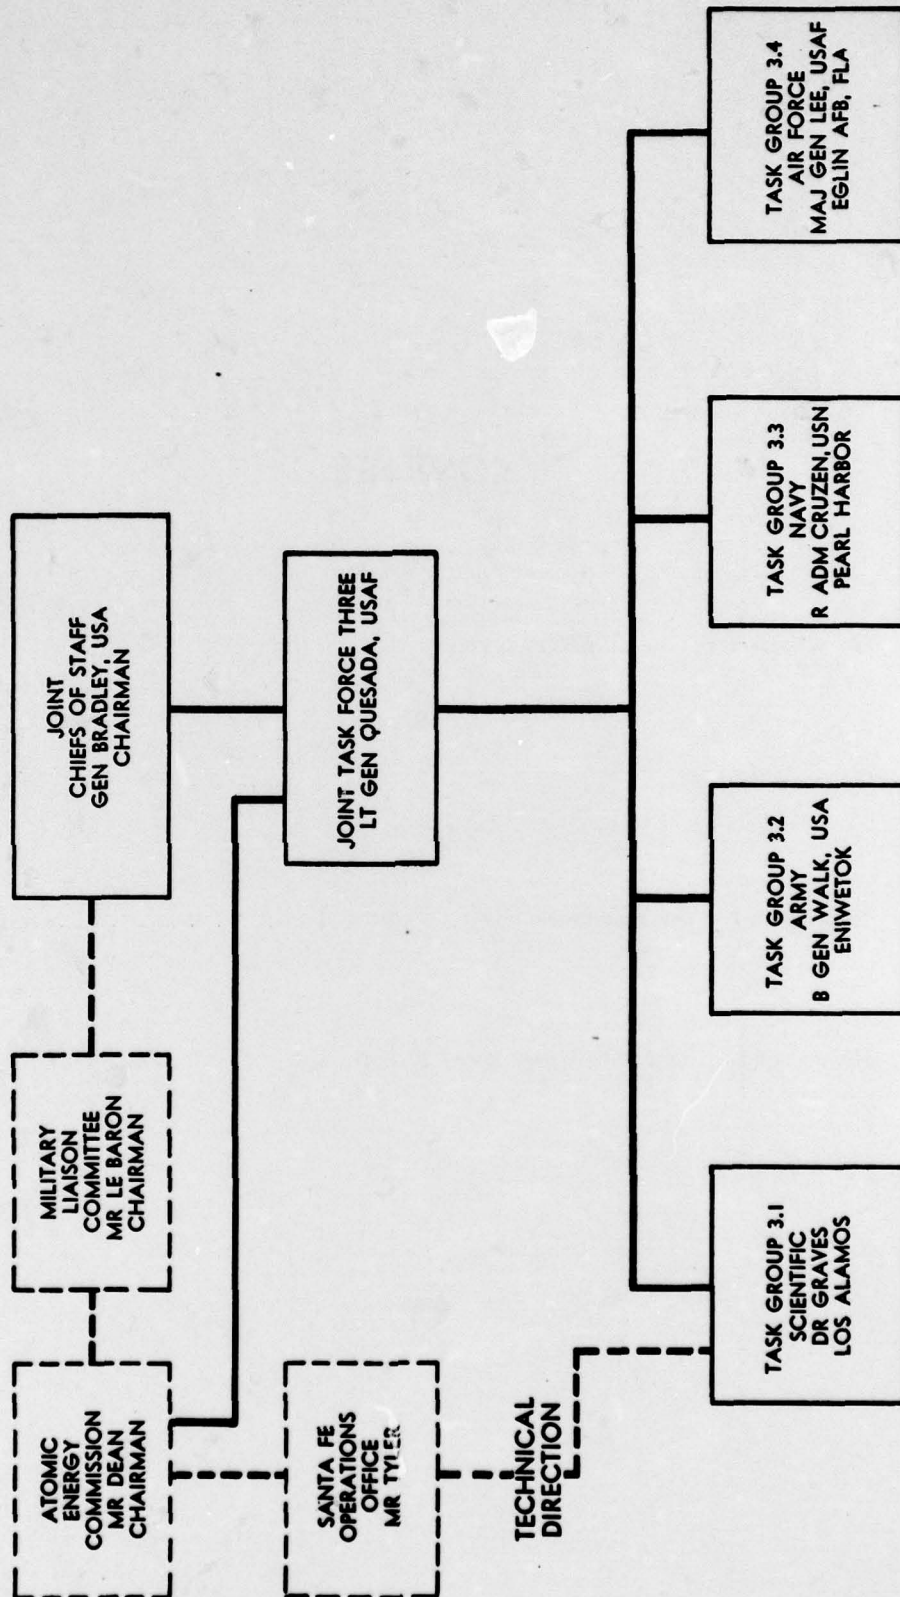 ATOMIC
ENERGY
COMMISSION
MR DEAN
CHAIRMAN
MILITARY
LIAISON
COMMITTEE
MR LE BARON
CHAIRMAN
JOINT
CHIEFS OF STAFF
GEN BRADLEY, USA
CHAIRMAN
SANTA FE
OPERATIONS
OFFICE
MR TYLER
JOINT TASK FORCE THREE
LT GEN QUESADA, USAF
TECHNICAL
DIRECTION
TASK GROUP 3.1
SCIENTIFIC
DR GRAVES
LOS ALAMOS
TASK GROUP 3.2
ARMY
B GEN WALK, USA
ENIWETOK
TASK GROUP 3.3
NAVY
R ADM CRUZEN, USN
PEARL HARBOR
TASK GROUP 3.4
AIR FORCE
MAJ GEN LEE, USAF
EGLIN AFB, FLA